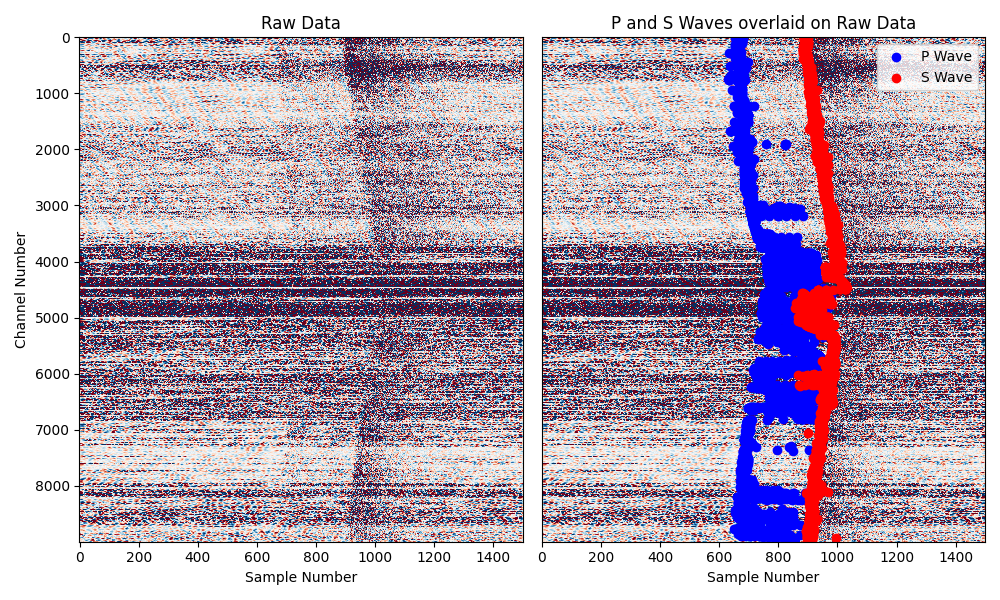 Raw Data
P and S Waves overlaid on Raw Data
P Wave
S Wave
Channel Number
0
1000
2000
3000
4000
5000
6000
7000
8000
0 200 400 600 800 1000 1200 1400
0 200 400 600 800 1000 1200 1400
Sample Number
Sample Number